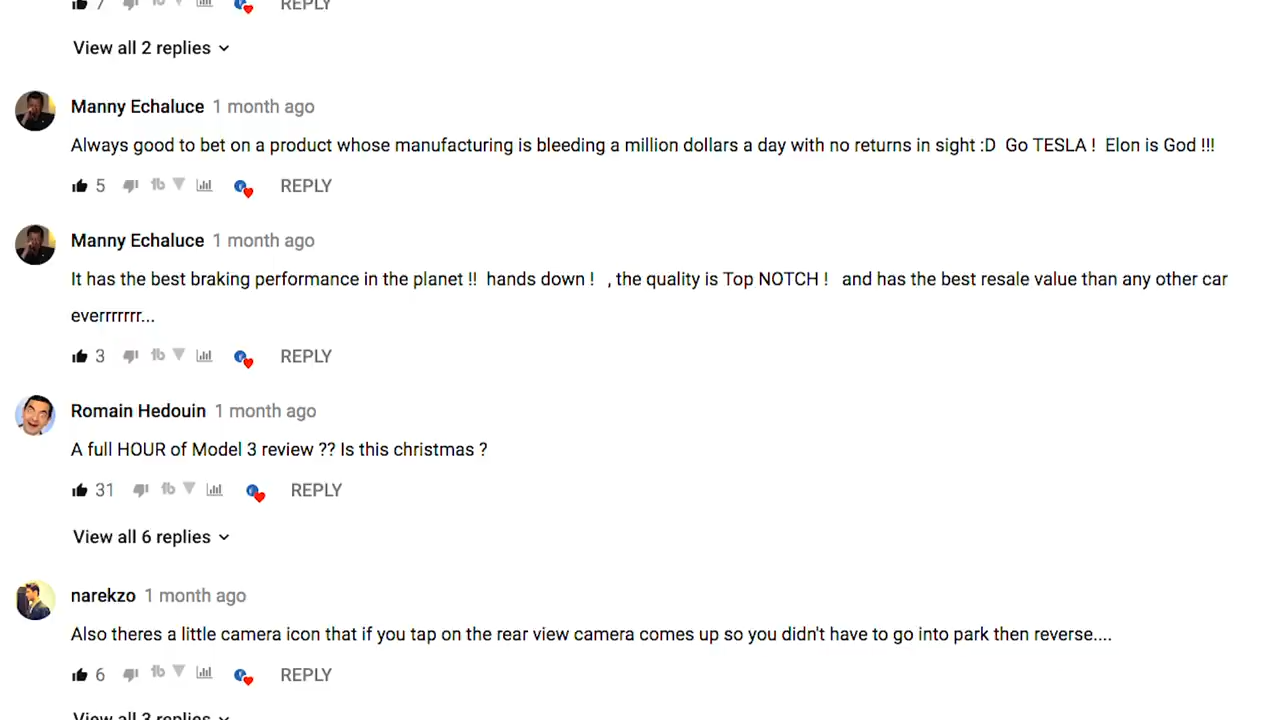 7 REPLY
View all 2 replies
Manny Echaluce 1 month ago
Always good to bet on a product whose manufacturing is bleeding a million dollars a day with no returns in sight :D  Go TESLA !  Elon is God !!!
5 REPLY
Manny Echaluce 1 month ago
It has the best braking performance in the planet !!  hands down !   , the quality is Top NOTCH !   and has the best resale value than any other car
everrrrrrr...
3 REPLY
Romain Hedouin 1 month ago
A full HOUR of Model 3 review ?? Is this christmas ?
31 REPLY
View all 6 replies
narekzo 1 month ago
Also theres a little camera icon that if you tap on the rear view camera comes up so you didn't have to go into park then reverse....
6 REPLY
View all 3 replies